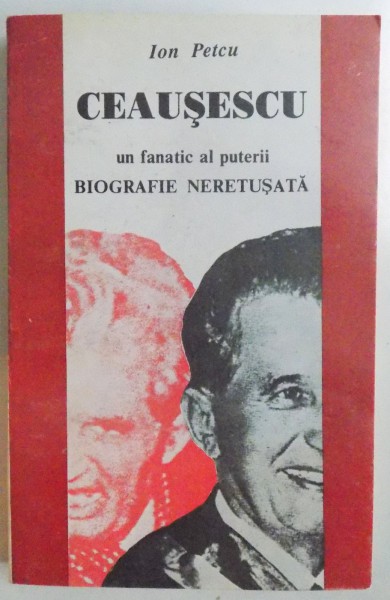 Ion Petcu
CEAUŞESCU
un fanatic al puterii
BIOGRAFIE NERETUŞATĂ